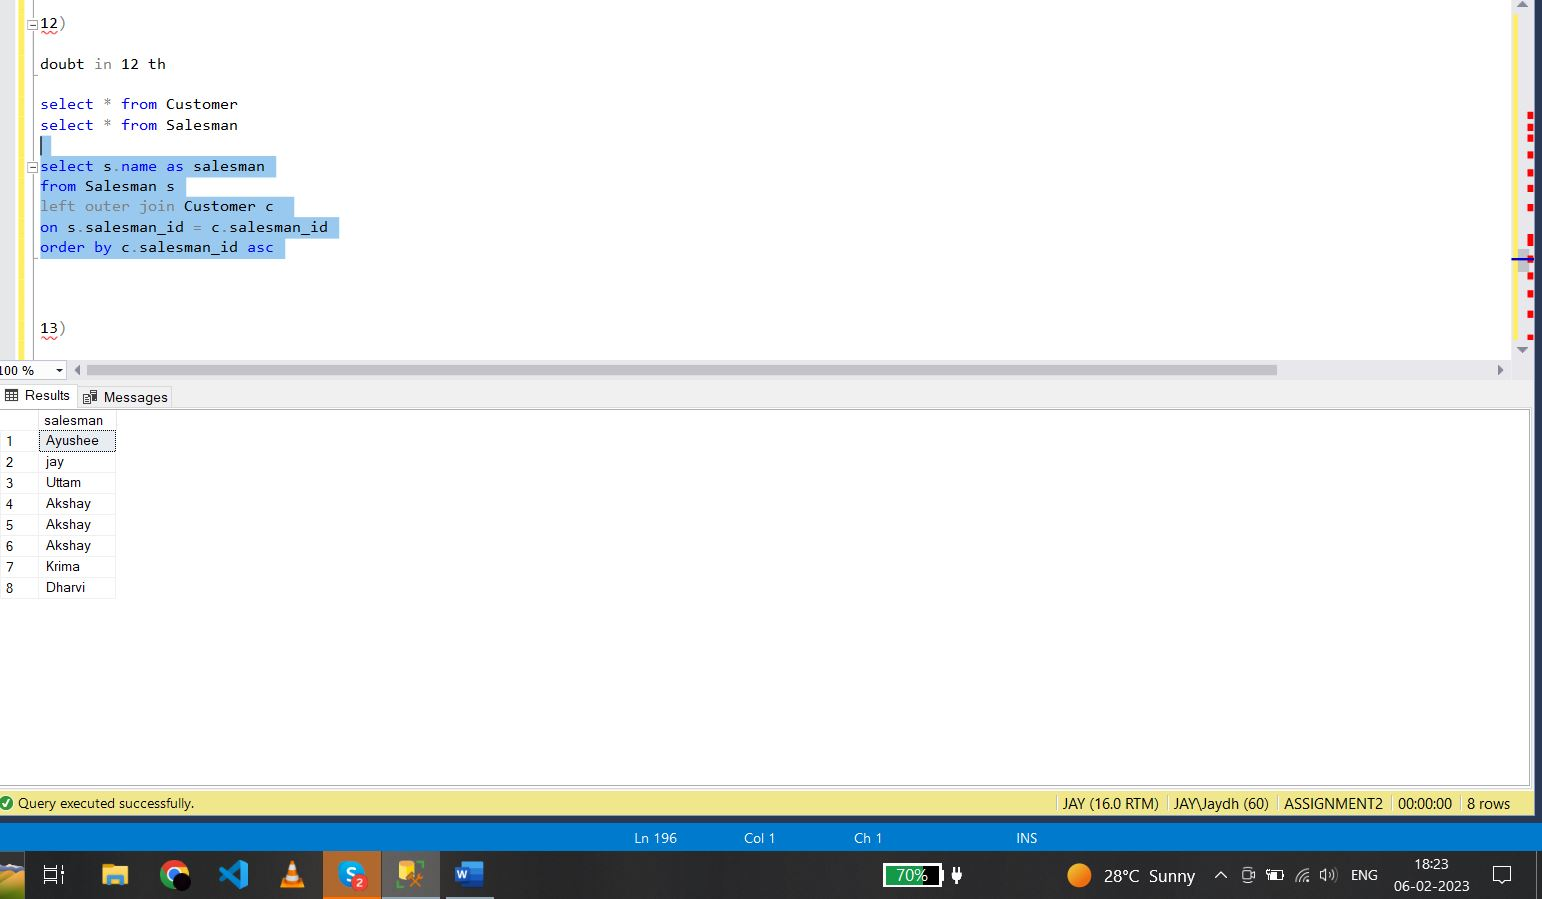 12)
doubt in 12 th
select * from Customer
select * from Salesman
select s.name as salesman
from Salesman s
left outer join Customer c
on s.salesman_id = c.salesman_id
order by c.salesman_id asc
13)
100 %
Results Messages
salesman
1 Ayushee
2 jay
3 Uttam
4 Akshay
5 Akshay
6 Akshay
7 Krima
8 Dharvi
Query executed successfully. JAY (16.0 RTM) JAY\Jaydh (60) ASSIGNMENT2 00:00:00 8 rows
Ln 196 Col 1 Ch 1 INS
S 2 W 70% 28°C Sunny ENG 18:23
06-02-2023